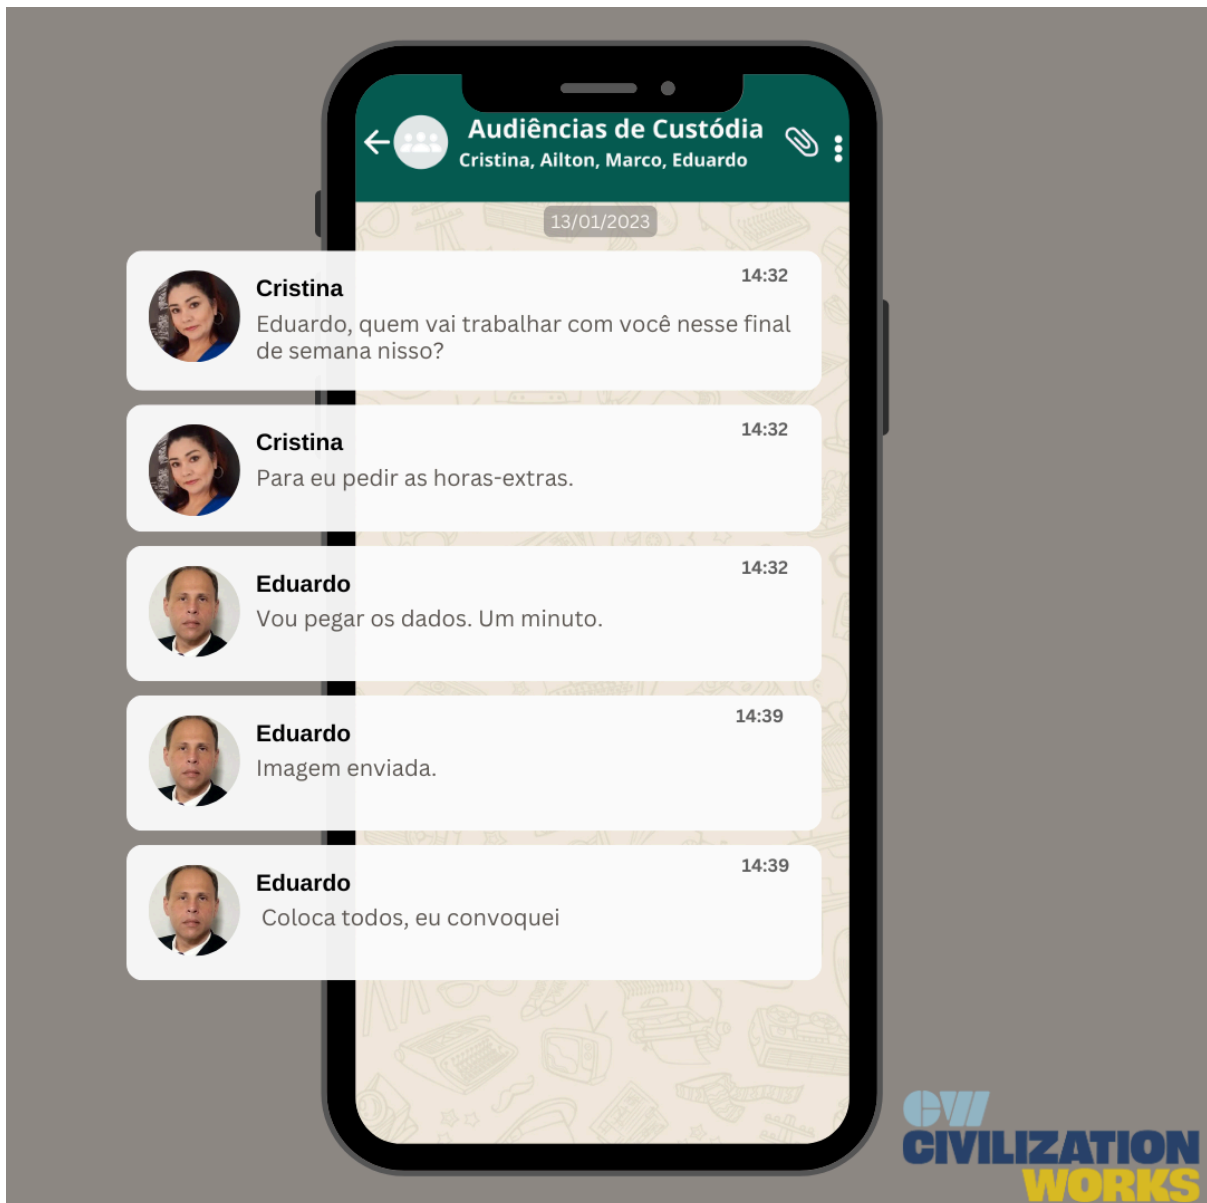 Audiências de Custódia
Cristina, Ailton, Marco, Eduardo
13/01/2023
Cristina
14:32
Eduardo, quem vai trabalhar com você nesse final
de semana nisso?
Cristina
14:32
Para eu pedir as horas-extras.
Eduardo
14:32
Vou pegar os dados. Um minuto.
Eduardo
14:39
Imagem enviada.
Eduardo
14:39
Coloca todos, eu convoquei
CW
CIVILIZATION
WORKS